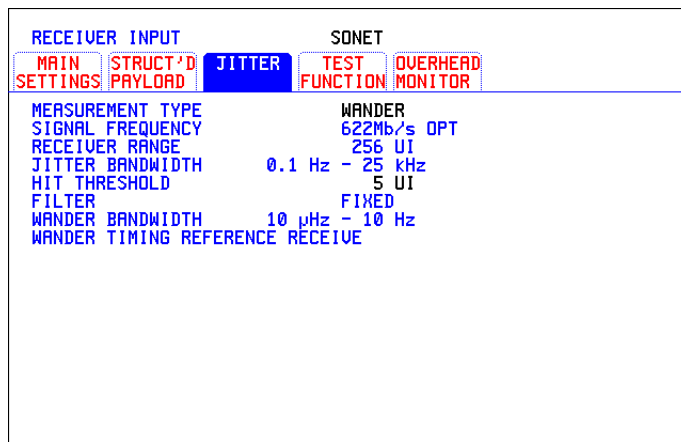 RECEIVER INPUT SONET
MAIN STRUCT'D JITTER TEST OVERHEAD
SETTINGS PAYLOAD FUNCTION MONITOR
MEASUREMENT TYPE WANDER
SIGNAL FREQUENCY 622Mb/s OPT
RECEIVER RANGE 256 UI
JITTER BANDWIDTH 0.1 Hz - 25 kHz
HIT THRESHOLD 5 UI
FILTER FIXED
WANDER BANDWIDTH 10 µHz - 10 Hz
WANDER TIMING REFERENCE RECEIVE